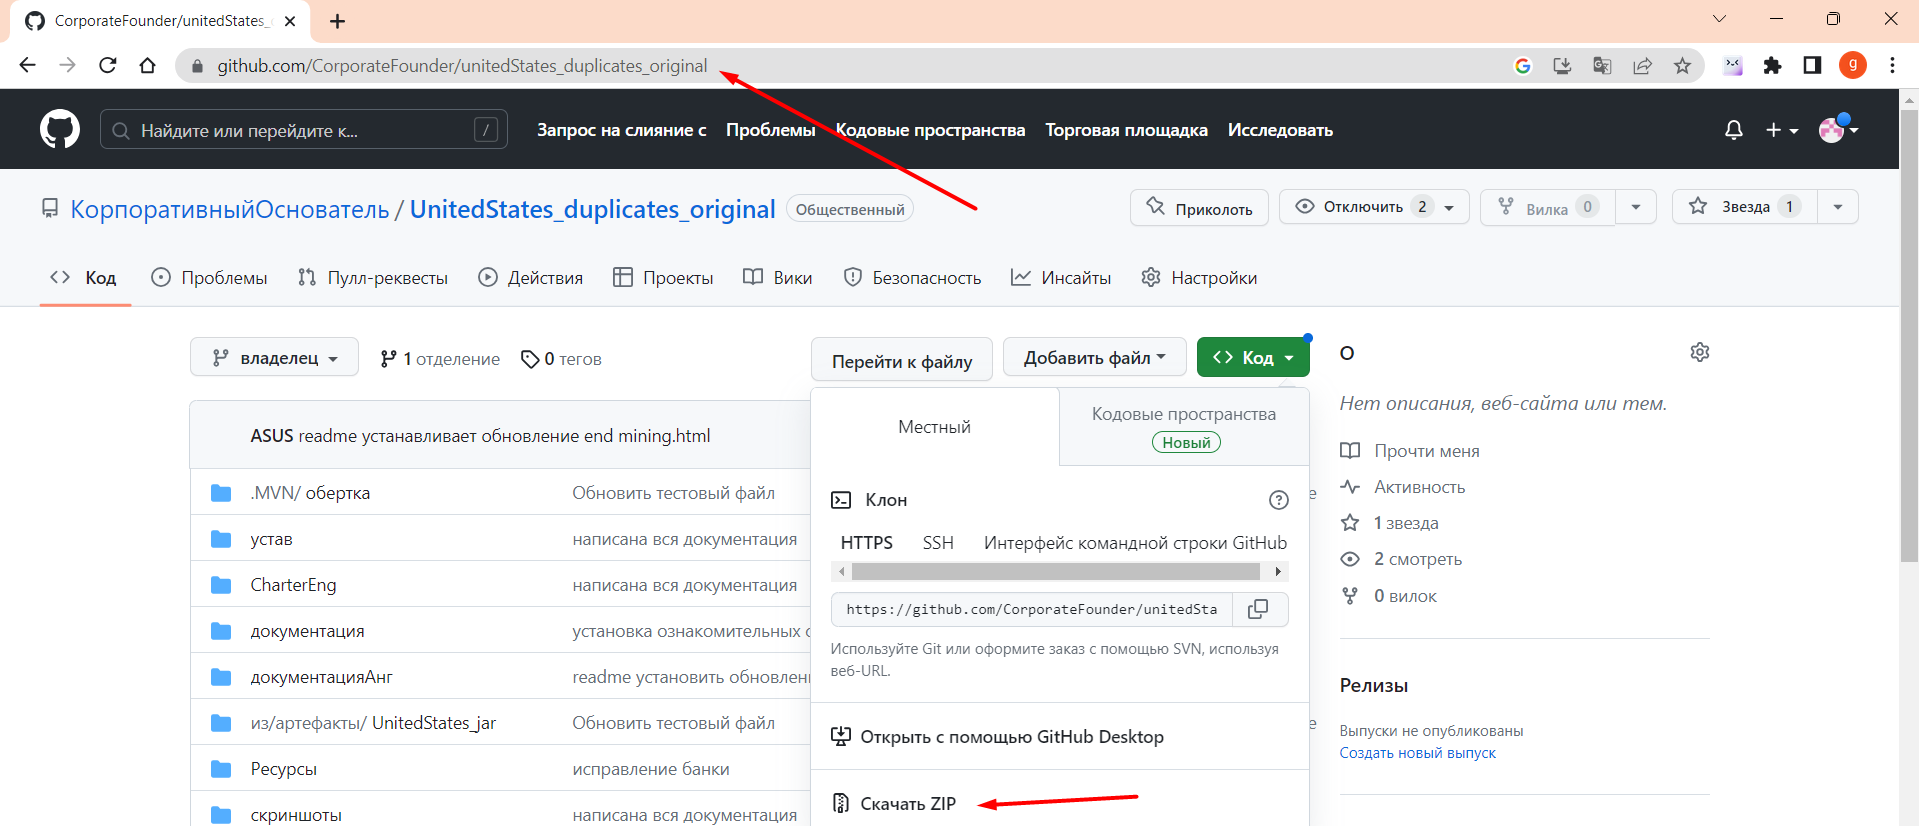 CorporateFounder/unitedStates_
github.com/CorporateFounder/unitedStates_duplicates_original
g
Найдите или перейдите к...
/
Запрос на слияние с Проблемы Кодовые пространства Торговая площадка Исследовать
КорпоративныйОснователь / UnitedStates_duplicates_original Общественный
Приколоть
Отключить 2
Вилка 0
Звезда 1
Код Проблемы Пулл-реквесты Действия Проекты Вики Безопасность Инсайты Настройки
владелец 1 отделение 0 тегов
Перейти к файлу Добавить файл Код
ASUS readme устанавливает обновление end mining.html
.MVN/ обертка Обновить тестовый файл
устав написана вся документация
CharterEng написана вся документация
документация установка ознакомительных с
документацияАнг readme установить обновлен
из/артефакты/ UnitedStates_jar Обновить тестовый файл
Ресурсы исправление банки
скриншоты написана вся документация
Местный
Кодовые пространства
Новый
Клон
HTTPS SSH Интерфейс командной строки GitHub
https://github.com/CorporateFounder/unitedSta
Используйте Git или оформите заказ с помощью SVN, используя
веб-URL.
Открыть с помощью GitHub Desktop
Скачать ZIP
е
е
О
Нет описания, веб-сайта или тем.
Прочти меня
Активность
1 звезда
2 смотреть
0 вилок
Релизы
Выпуски не опубликованы
Создать новый выпуск